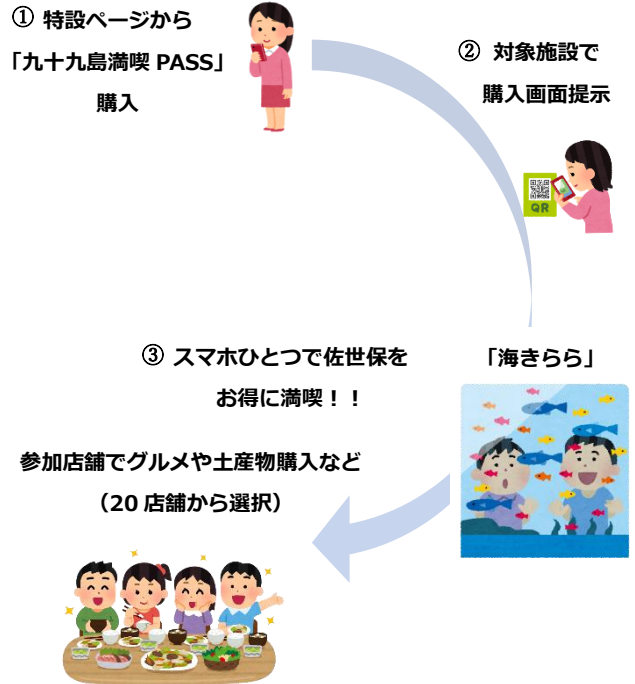 ① 特設ページから
「九十九島満喫 PASS」
購入
② 対象施設で
購入画面提示
QR
「海きらら」
③ スマホひとつで佐世保を
お得に満喫！！
参加店舗でグルメや土産物購入など
（20 店舗から選択）